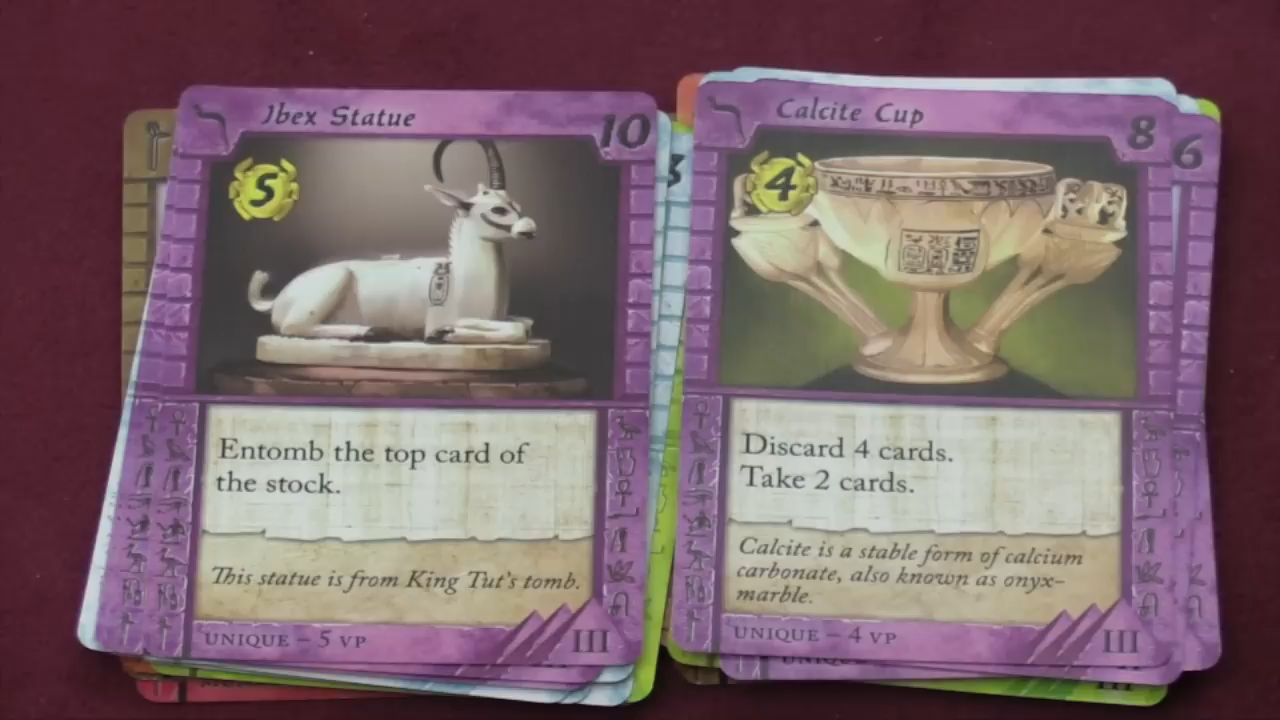 Ibex Statue
10
5
Entomb the top card of
the stock.
This statue is from King Tut's tomb.
UNIQUE – 5 VP
III
3
Calcite Cup
8
4
Discard 4 cards.
Take 2 cards.
Calcite is a stable form of calcium
carbonate, also known as onyx-
marble.
UNIQUE – 4 VP
III
6